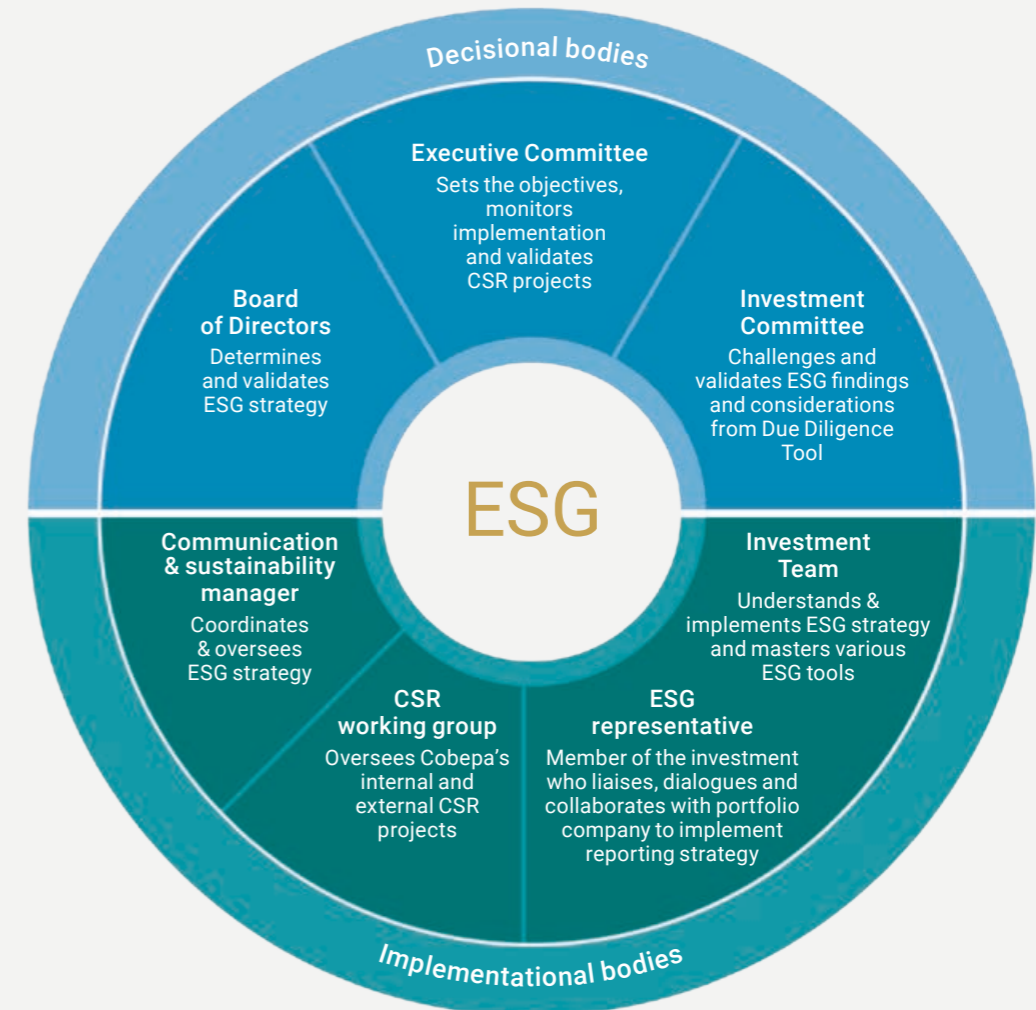 Decisional bodies
Executive Committee
Sets the objectives,
monitors
implementation
and validates
CSR projects
Board
of Directors
Determines
and validates
ESG strategy
Investment
Committee
Challenges and
validates ESG findings
and considerations
from Due Diligence
Tool
ESG
Communication
& sustainability
manager
Coordinates
& oversees
ESG strategy
CSR
working group
Oversees Cobepa's
internal and
external CSR
projects
ESG
representative
Member of the investment
who liaises, dialogues and
collaborates with portfolio
company to implement
reporting strategy
Investment
Team
Understands &
implements ESG strategy
and masters various
ESG tools
Implementational bodies